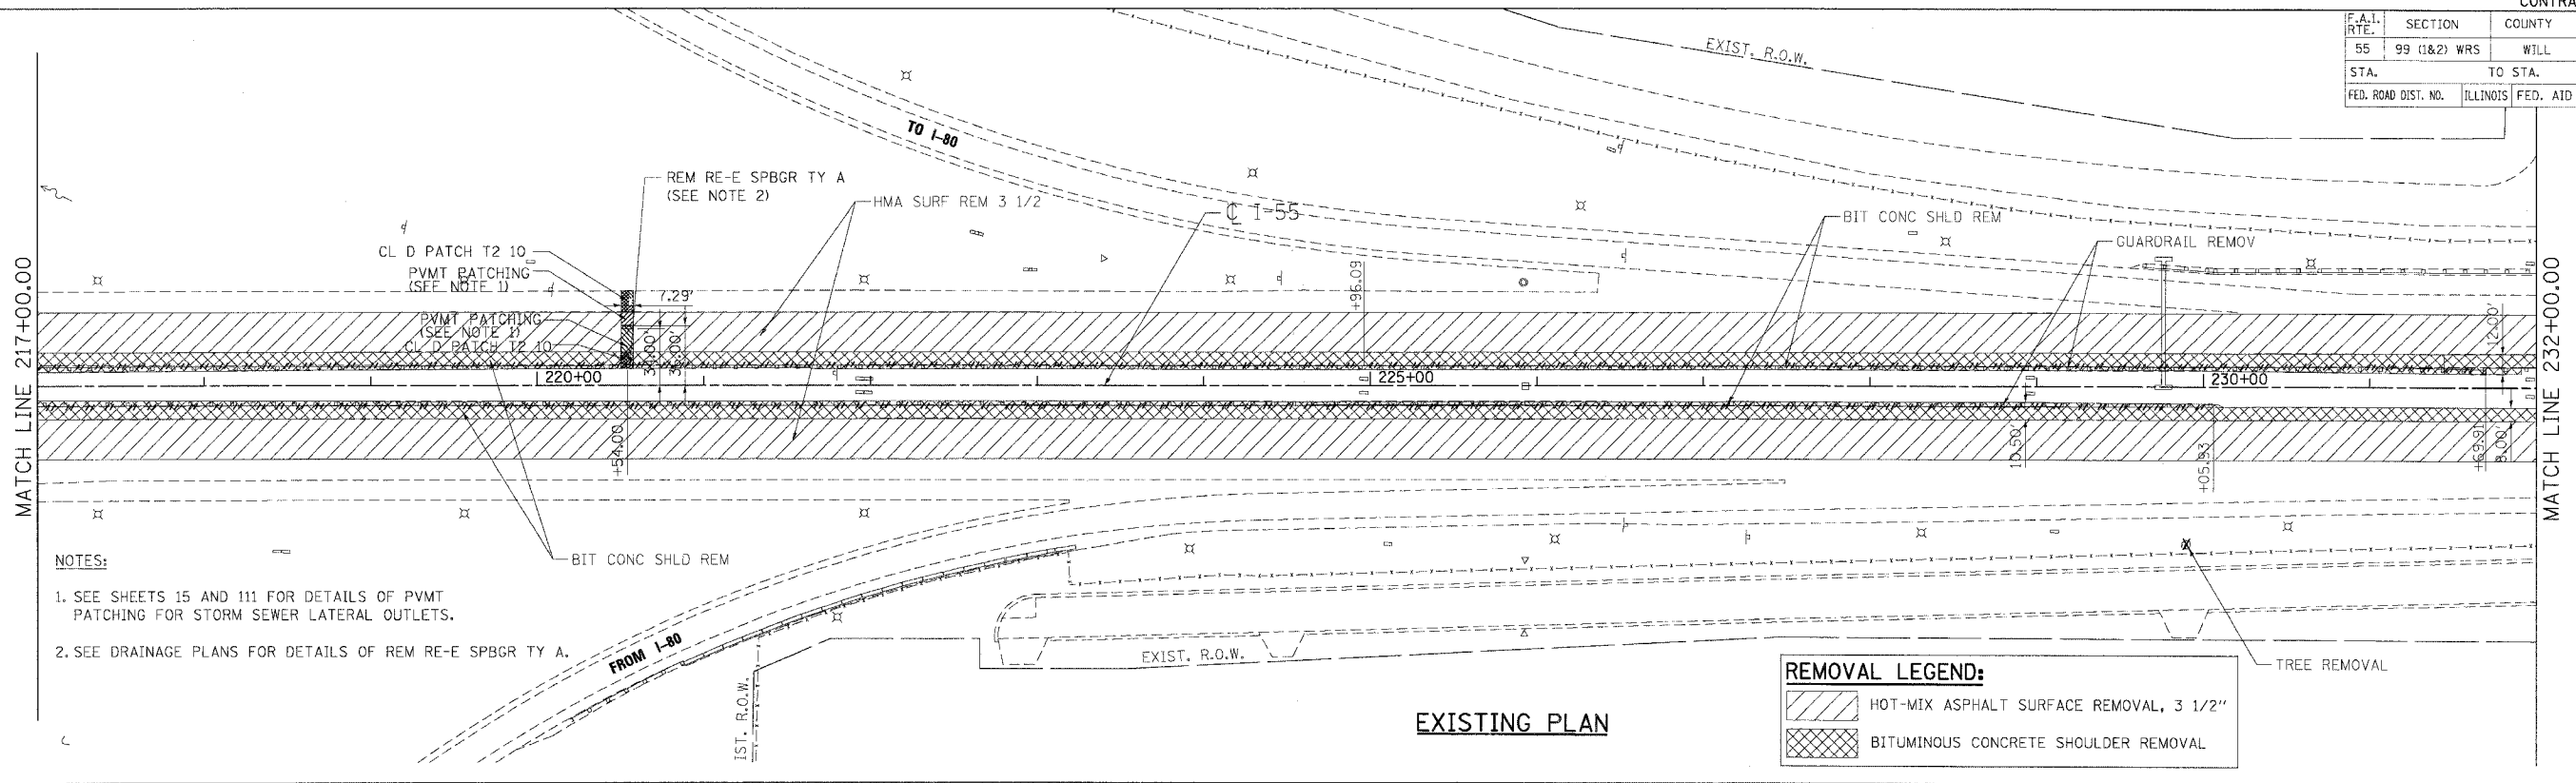 CONTRA
F.A.I. RTE. SECTION COUNTY
55 99 (1&2) WRS WILL
STA. TO STA.
FED. ROAD DIST. NO. ILLINOIS FED. AID
EXIST. R.O.W.
TO I-80
REM RE-E SPBGR TY A
(SEE NOTE 2)
HMA SURF REM 3 1/2
℄ I-55
BIT CONC SHLD REM
GUARDRAIL REMOV
CL D PATCH T2 10
PVMT PATCHING
(SEE NOTE 1)
7.29'
PVMT PATCHING
(SEE NOTE 1)
CL D PATCH T2 10
34.00'
+96.09
12.00'
MATCH LINE 217+00.00
MATCH LINE 232+00.00
220+00
225+00
230+00
+54.00
10.50'
+05.93
+69.91
8.00'
BIT CONC SHLD REM
NOTES:
1. SEE SHEETS 15 AND 111 FOR DETAILS OF PVMT
PATCHING FOR STORM SEWER LATERAL OUTLETS.
2. SEE DRAINAGE PLANS FOR DETAILS OF REM RE-E SPBGR TY A.
FROM I-80
IST. R.O.W.
EXIST. R.O.W.
TREE REMOVAL
EXISTING PLAN
REMOVAL LEGEND:
HOT-MIX ASPHALT SURFACE REMOVAL, 3 1/2"
BITUMINOUS CONCRETE SHOULDER REMOVAL